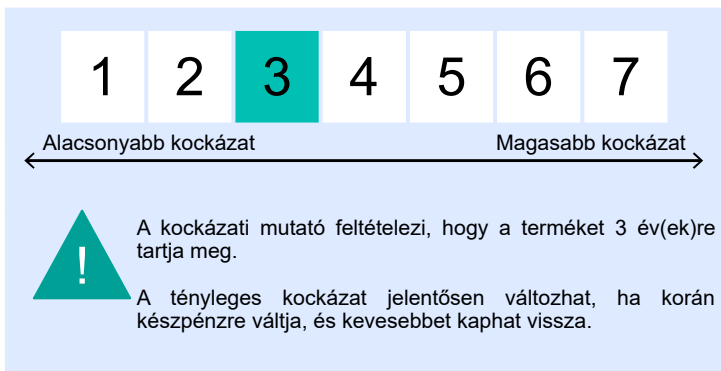 1 2 3 4 5 6 7
Alacsonyabb kockázat Magasabb kockázat
A kockázati mutató feltételezi, hogy a terméket 3 év(ek)re
tartja meg.
!
A tényleges kockázat jelentősen változhat, ha korán
készpénzre váltja, és kevesebbet kaphat vissza.